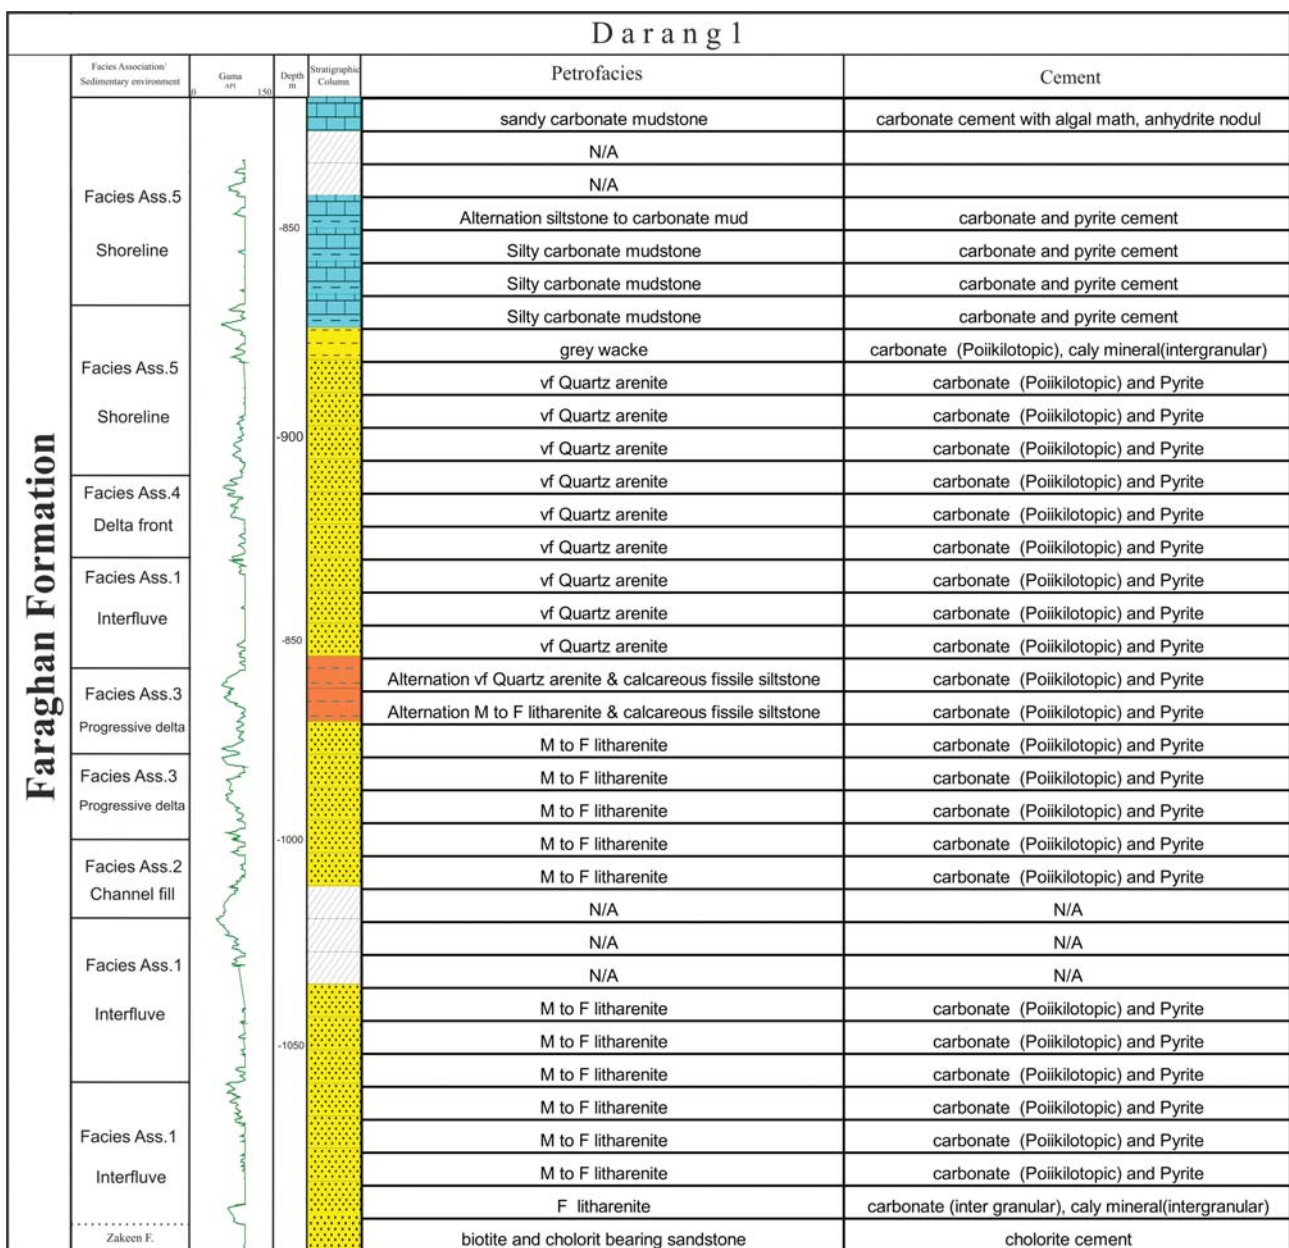 Darang1
Facies Association/
Sedimentary environment
Gama
API
0 150
Depth
m
Stratigraphic
Column
Petrofacies
Cement
Faraghan Formation
Facies Ass.5
Shoreline
Facies Ass.5
Shoreline
Facies Ass.4
Delta front
Facies Ass.1
Interfluve
Facies Ass.3
Progressive delta
Facies Ass.3
Progressive delta
Facies Ass.2
Channel fill
Facies Ass.1
Interfluve
Facies Ass.1
Interfluve
Zakeen F.
-850
-900
-850
-1000
-1050
sandy carbonate mudstone carbonate cement with algal math, anhydrite nodul
N/A
N/A
Alternation siltstone to carbonate mud carbonate and pyrite cement
Silty carbonate mudstone carbonate and pyrite cement
Silty carbonate mudstone carbonate and pyrite cement
Silty carbonate mudstone carbonate and pyrite cement
grey wacke carbonate (Poiikilotopic), caly mineral(intergranular)
vf Quartz arenite carbonate (Poiikilotopic) and Pyrite
vf Quartz arenite carbonate (Poiikilotopic) and Pyrite
vf Quartz arenite carbonate (Poiikilotopic) and Pyrite
vf Quartz arenite carbonate (Poiikilotopic) and Pyrite
vf Quartz arenite carbonate (Poiikilotopic) and Pyrite
vf Quartz arenite carbonate (Poiikilotopic) and Pyrite
vf Quartz arenite carbonate (Poiikilotopic) and Pyrite
vf Quartz arenite carbonate (Poiikilotopic) and Pyrite
vf Quartz arenite carbonate (Poiikilotopic) and Pyrite
Alternation vf Quartz arenite & calcareous fissile siltstone carbonate (Poiikilotopic) and Pyrite
Alternation M to F litharenite & calcareous fissile siltstone carbonate (Poiikilotopic) and Pyrite
M to F litharenite carbonate (Poiikilotopic) and Pyrite
M to F litharenite carbonate (Poiikilotopic) and Pyrite
M to F litharenite carbonate (Poiikilotopic) and Pyrite
M to F litharenite carbonate (Poiikilotopic) and Pyrite
M to F litharenite carbonate (Poiikilotopic) and Pyrite
N/A N/A
N/A N/A
N/A N/A
M to F litharenite carbonate (Poiikilotopic) and Pyrite
M to F litharenite carbonate (Poiikilotopic) and Pyrite
M to F litharenite carbonate (Poiikilotopic) and Pyrite
M to F litharenite carbonate (Poiikilotopic) and Pyrite
M to F litharenite carbonate (Poiikilotopic) and Pyrite
M to F litharenite carbonate (Poiikilotopic) and Pyrite
F litharenite carbonate (inter granular), caly mineral(intergranular)
biotite and cholorit bearing sandstone cholorite cement